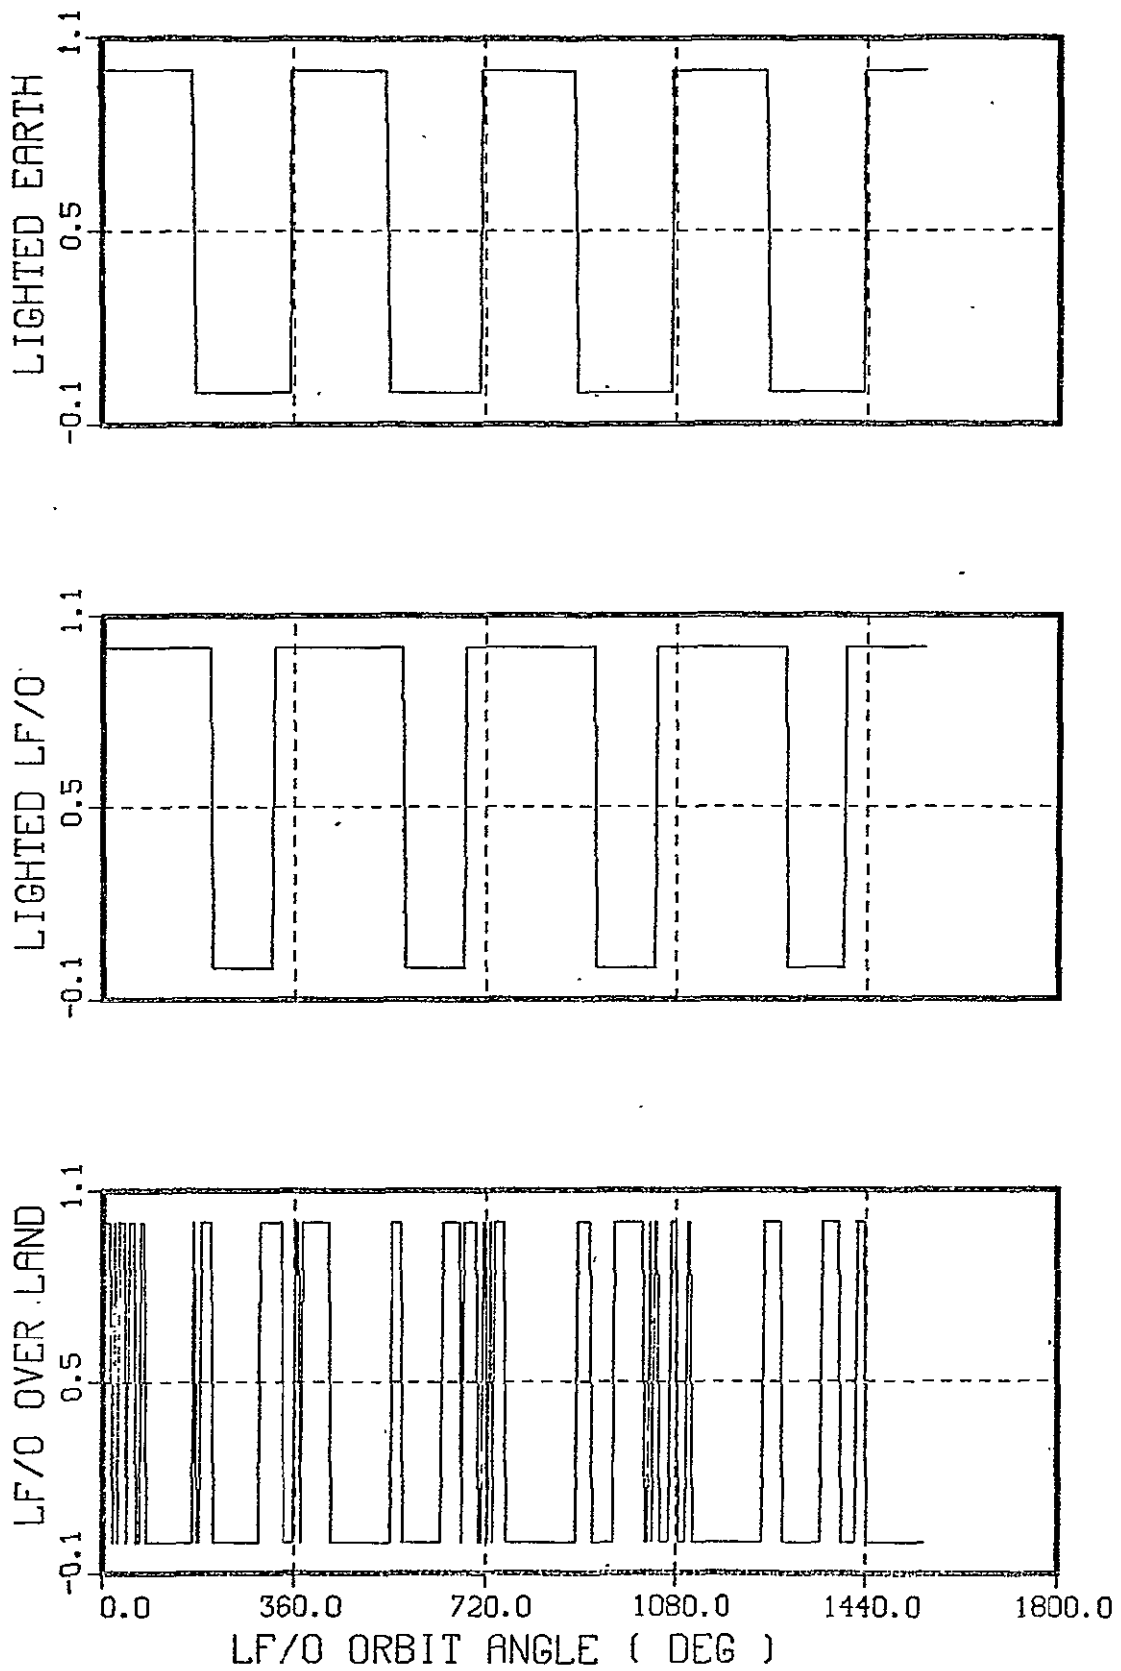 LIGHTED EARTH
1.1
0.5
-0.1
LIGHTED LF/O
1.1
0.5
-0.1
LF/O OVER LAND
1.1
0.5
-0.1
0.0 360.0 720.0 1080.0 1440.0 1800.0
LF/O ORBIT ANGLE ( DEG )